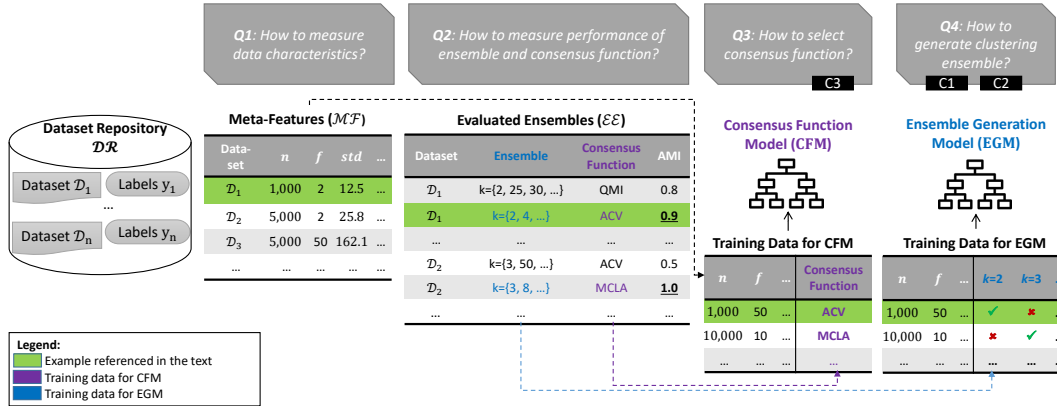 Q1: How to measure
data characteristics?
Q2: How to measure performance of
ensemble and consensus function?
Q3: How to select
consensus function?
C3
Q4: How to
generate clustering
ensemble?
C1
C2
Dataset Repository
𝒟ℛ
Dataset 𝒟1
Labels y1
...
Dataset 𝒟n
Labels yn
Meta-Features (ℳℱ)
Data-
set
n f std ...
𝒟1 1,000 2 12.5 ...
𝒟2 5,000 2 25.8 ...
𝒟3 5,000 50 162.1 ...
... ... ... ... ...
Evaluated Ensembles (ℰℰ)
Dataset Ensemble Consensus
Function AMI
𝒟1 k={2, 25, 30, ...} QMI 0.8
𝒟1 k={2, 4, ...} ACV 0.9
... ... ... ...
𝒟2 k={3, 50, ...} ACV 0.5
𝒟2 k={3, 8, ...} MCLA 1.0
... ... ... ...
Consensus Function
Model (CFM)
Training Data for CFM
n f ... Consensus
Function
1,000 50 ... ACV
10,000 10 ... MCLA
... ... ... ...
Ensemble Generation
Model (EGM)
Training Data for EGM
n f ... k=2 k=3 .
1,000 50 ... ✓ ✗ .
10,000 10 ... ✗ ✓ .
... ... ... ... ... .
Legend:
Example referenced in the text
Training data for CFM
Training data for EGM